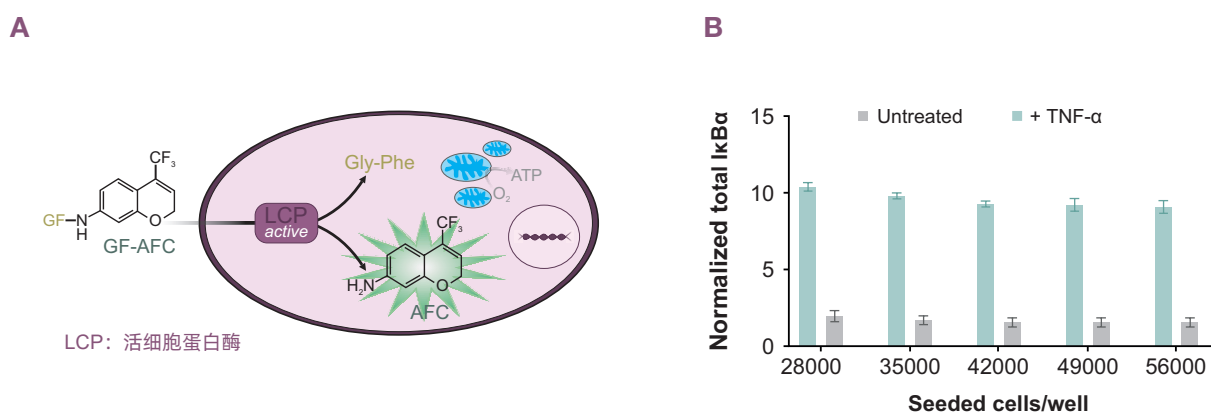 A
CF₃
GF
N
H
O
GF-AFC
LCP
active
Gly-Phe
ATP
O₂
CF₃
H₂N
O
AFC
LCP：活细胞蛋白酶
B
Normalized total IκBα
15
10
5
0
Untreated
+ TNF-α
28000 35000 42000 49000 56000
Seeded cells/well